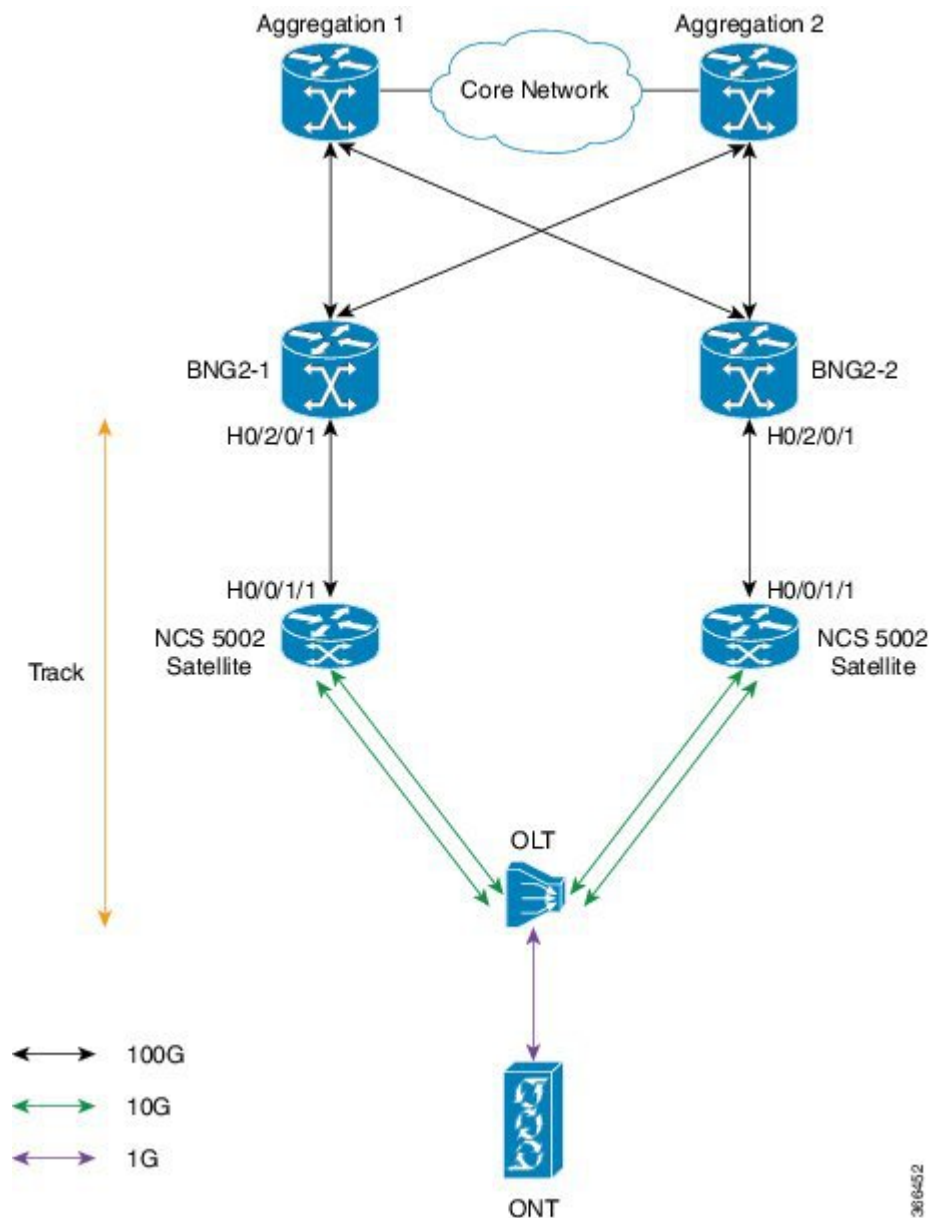 Aggregation 1
Aggregation 2
Core Network
BNG2-1
BNG2-2
H0/2/0/1
H0/2/0/1
H0/0/1/1
H0/0/1/1
NCS 5002
Satellite
NCS 5002
Satellite
Track
OLT
100G
10G
1G
ONT
366452